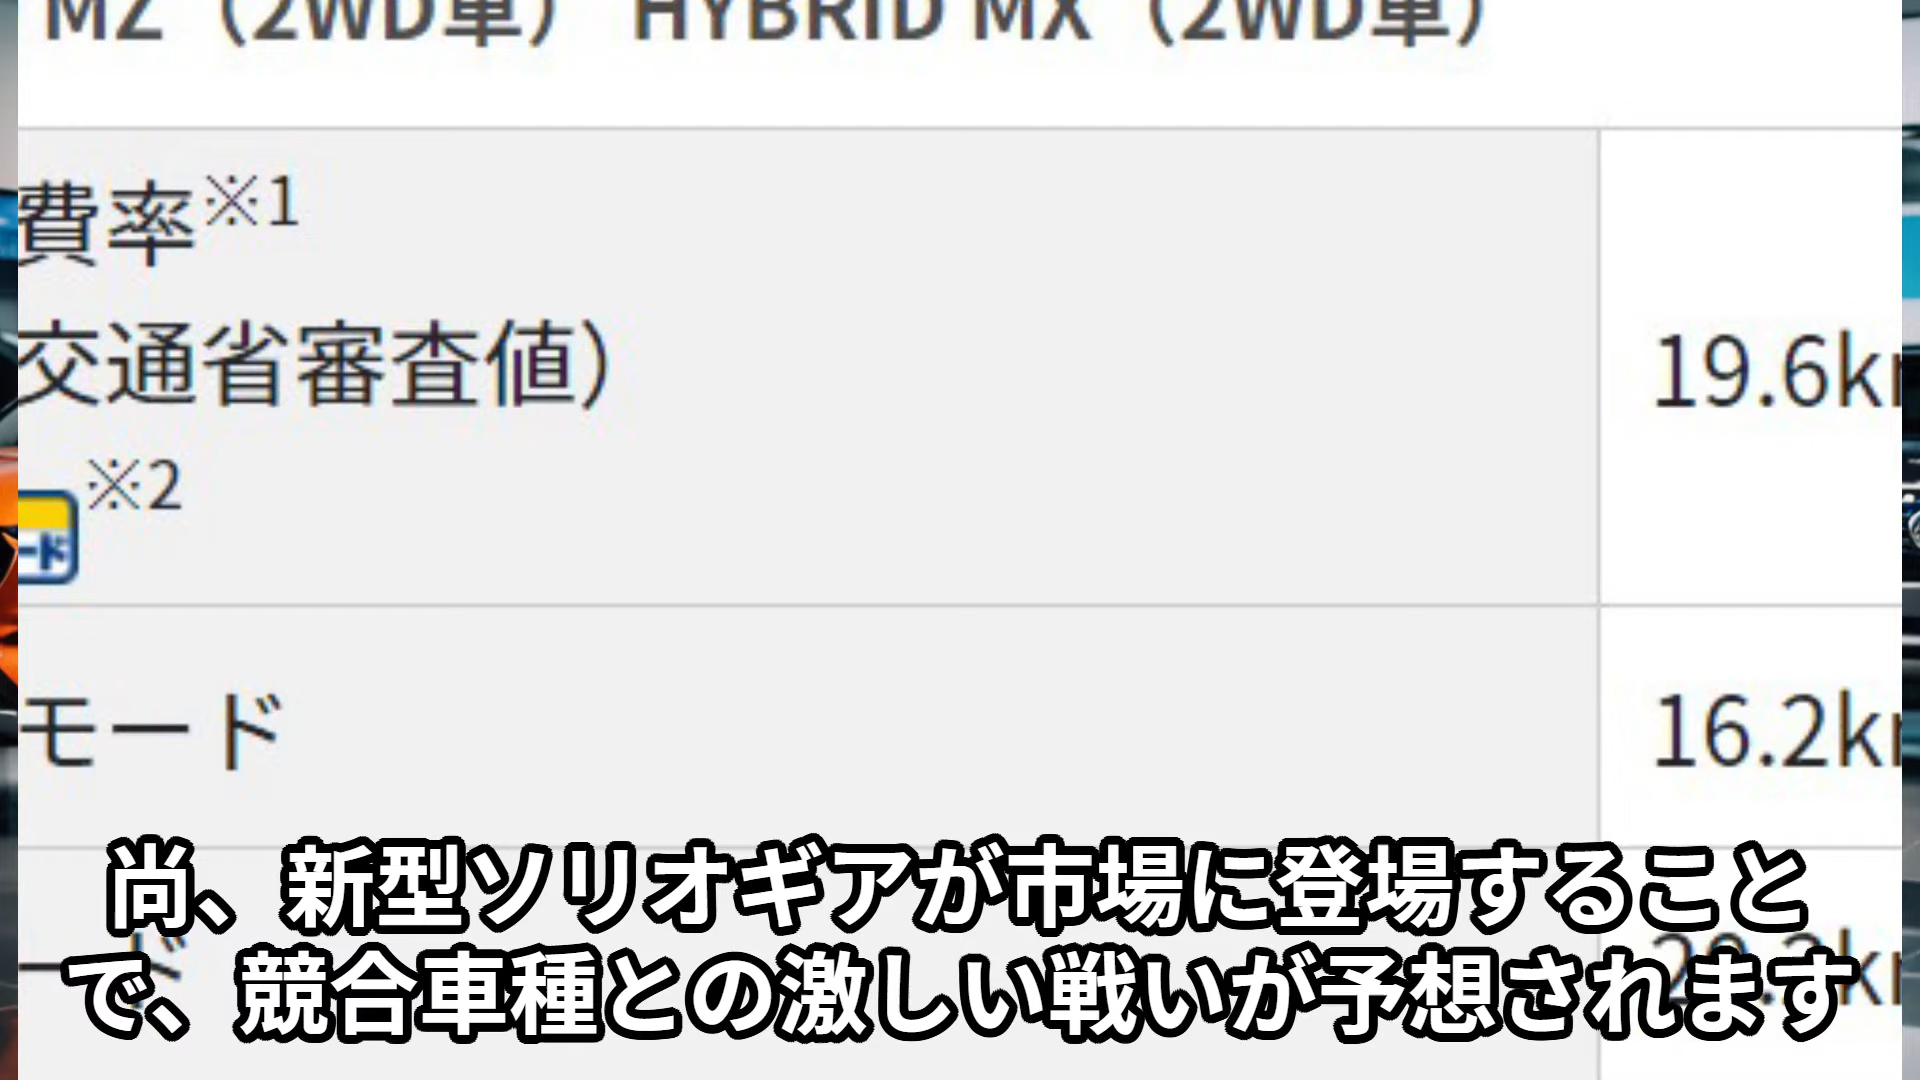 MZ（2WD車） HYBRID MX（2WD車）
費率※1
交通省審査値）
19.6k
※2
ード
モード
16.2k
尚、新型ソリオギアが市場に登場すること
で、競合車種との激しい戦いが予想されます